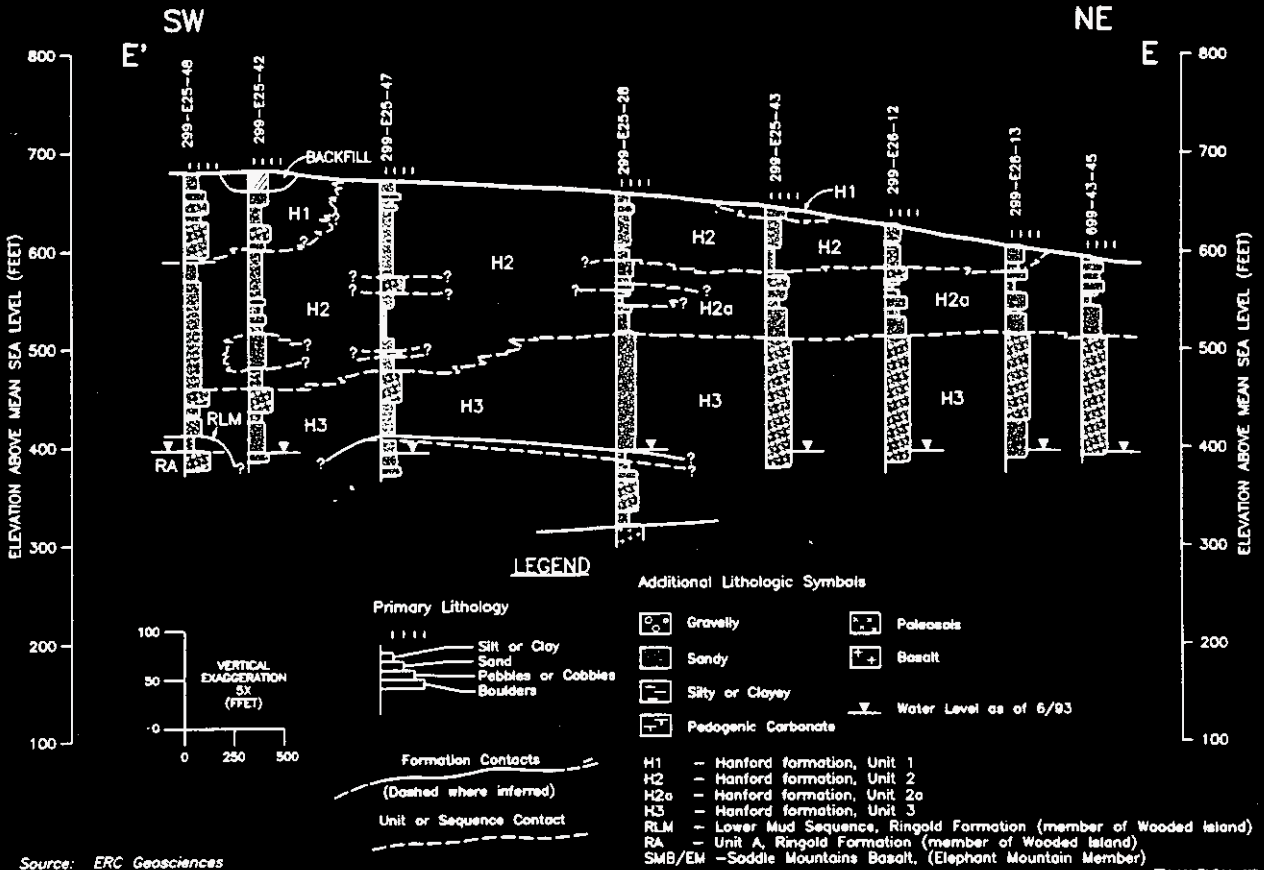 SW
NE
E'
E
800
700
600
500
400
300
200
100
ELEVATION ABOVE MEAN SEA LEVEL (FEET)
299-E25-48
299-E25-42
299-E25-47
299-E25-28
299-E25-43
299-E26-12
299-E26-13
699-43-45
800
700
600
500
400
300
200
100
ELEVATION ABOVE MEAN SEA LEVEL (FEET)
BACKFILL
H1
H1
H2
H2
H2
H2
H2a
H2a
H3
H3
H3
H3
RLM
RA
? ? ? ? ? ? ? ? ? ? ? ? ? ? ? ? ? ?
LEGEND
Primary Lithology
Silt or Clay
Sand
Pebbles or Cobbles
Boulders
100
50
0
VERTICAL
EXAGGERATION
5X
(FFET)
0 250 500
Formation Contacts
(Dashed where inferred)
Unit or Sequence Contact
Additional Lithologic Symbols
Gravelly
Sandy
Silty or Clayey
Pedogenic Carbonate
Paleosols
Basalt
Water Level as of 6/93
H1 – Hanford formation, Unit 1
H2 – Hanford formation, Unit 2
H2a – Hanford formation, Unit 2a
H3 – Hanford formation, Unit 3
RLM – Lower Mud Sequence, Ringold Formation (member of Wooded Island)
RA – Unit A, Ringold Formation (member of Wooded Island)
SMB/EM –Saddle Mountains Basalt, (Elephant Mountain Member)
Source: ERC Geosciences